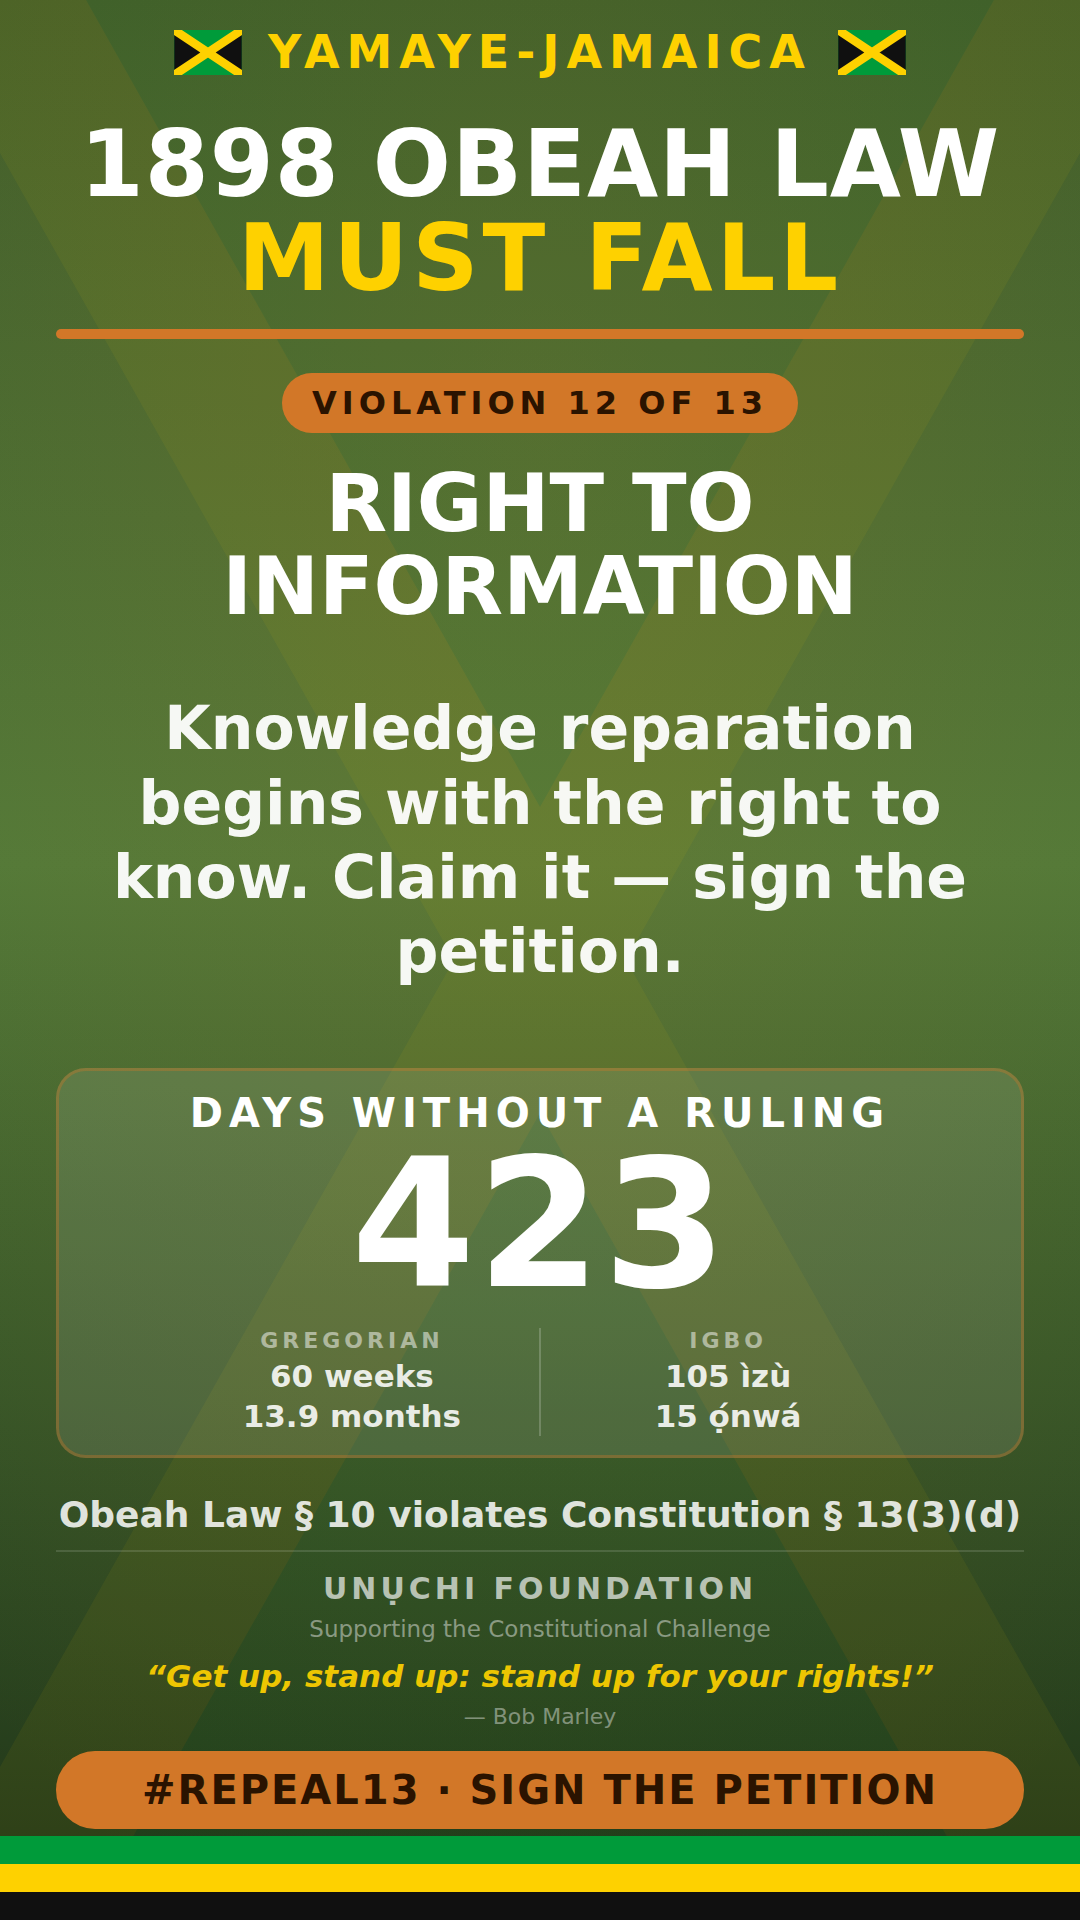 YAMAYE-JAMAICA
1898 OBEAH LAW
MUST FALL
VIOLATION 12 OF 13
RIGHT TO
INFORMATION
Knowledge reparation
begins with the right to
know. Claim it — sign the
petition.
DAYS WITHOUT A RULING
423
GREGORIAN
60 weeks
13.9 months
IGBO
105 ìzù
15 ọ́nwá
Obeah Law § 10 violates Constitution § 13(3)(d)
UNỤCHI FOUNDATION
Supporting the Constitutional Challenge
“Get up, stand up: stand up for your rights!”
— Bob Marley
#REPEAL13 · SIGN THE PETITION